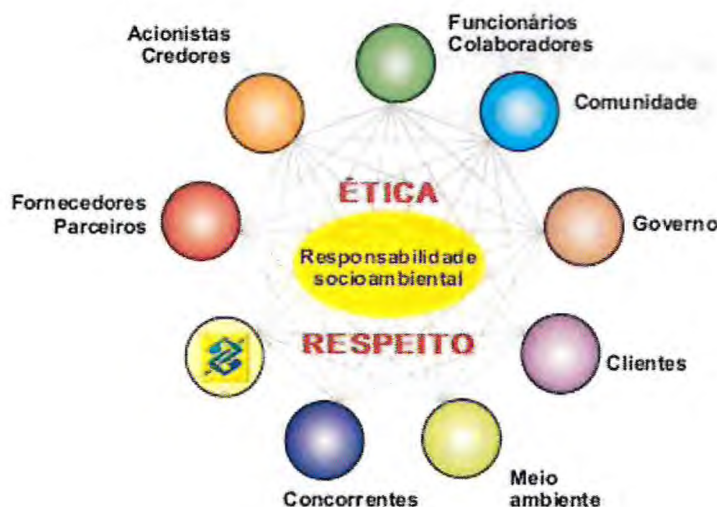 Funcionários
Colaboradores
Acionistas
Credores
Comunidade
ÉTICA
Fornecedores
Parceiros
Governo
Responsabilidade
socioambiental
RESPEITO
Clientes
Concorrentes
Meio
ambiente